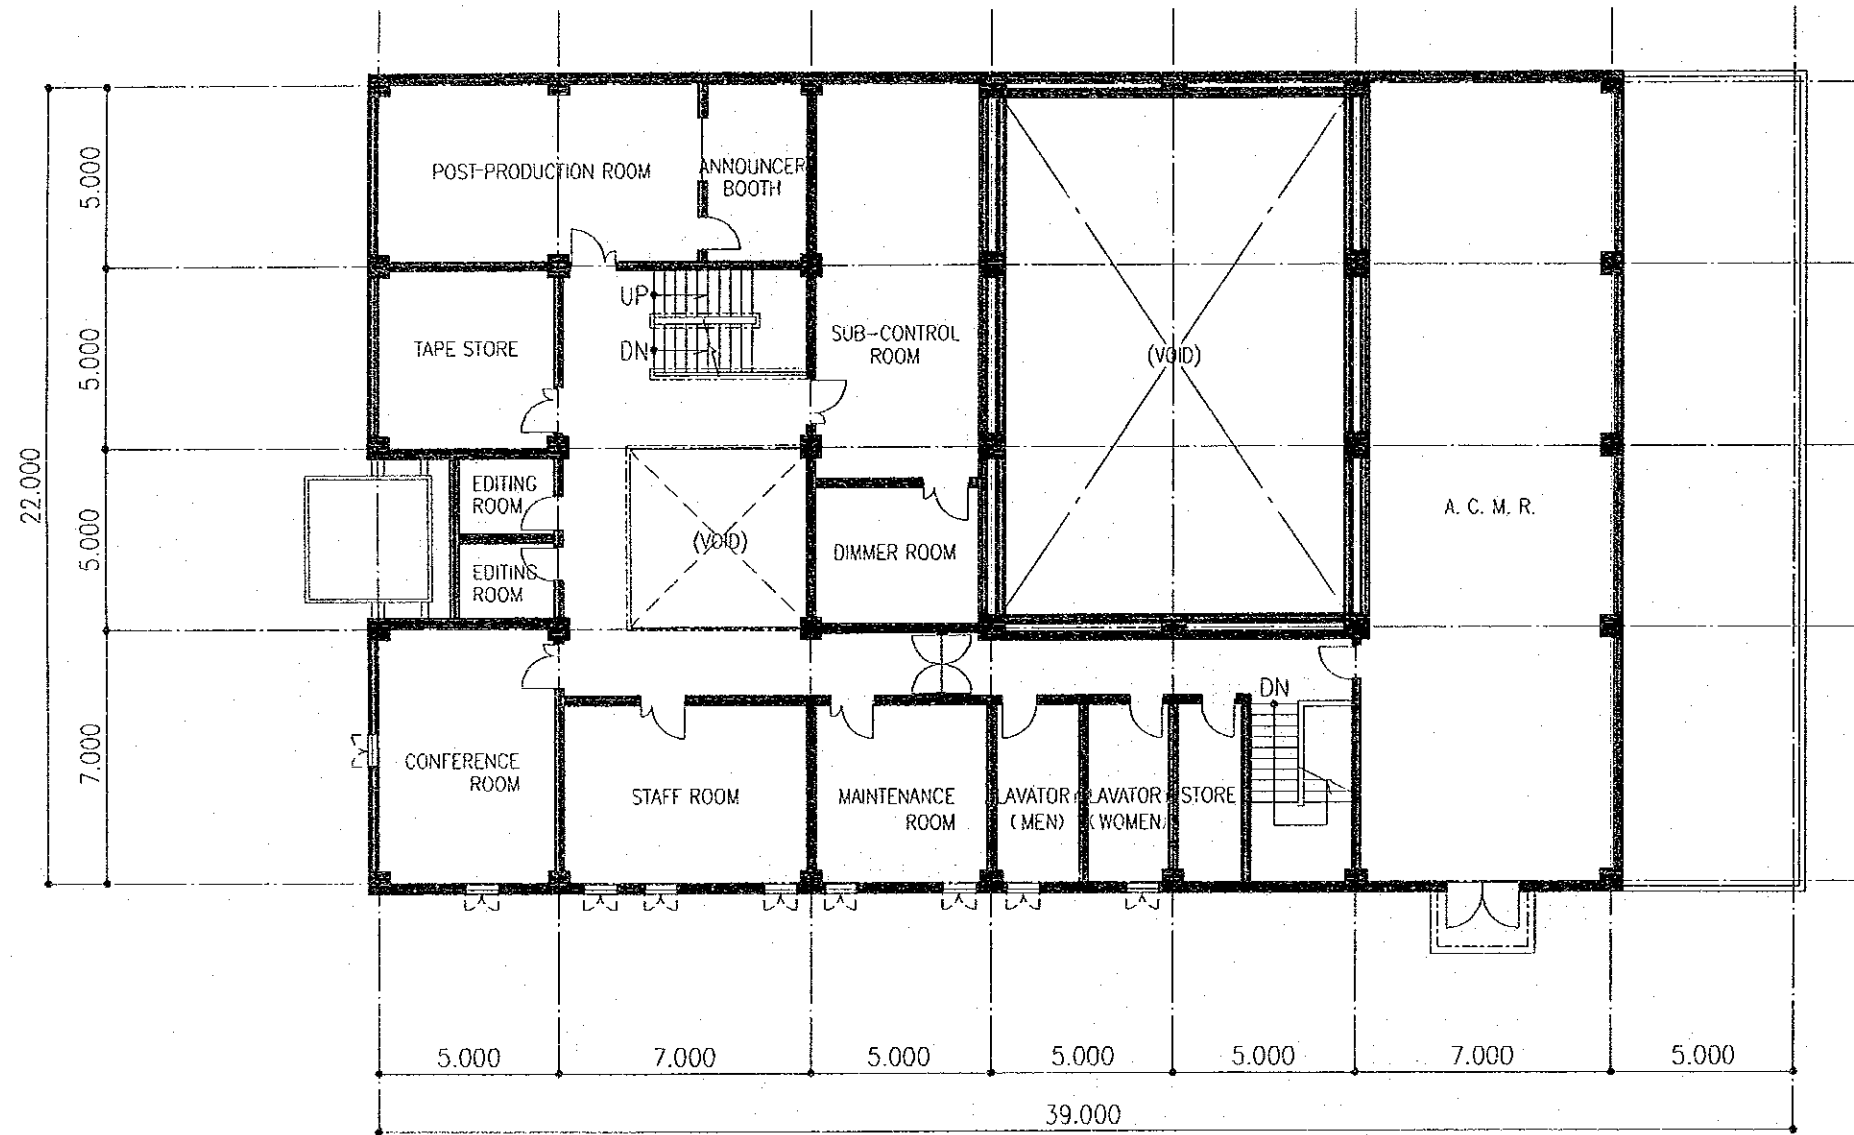 POST-PRODUCTION ROOM
ANNOUNCER
BOOTH
5.000
UP
DN
TAPE STORE
SUB-CONTROL
ROOM
(VOID)
5.000
22.000
EDITING
ROOM
A. C. M. R.
(VOID)
DIMMER ROOM
5.000
EDITING
ROOM
DN
7.000
CONFERENCE
ROOM
STAFF ROOM
MAINTENANCE
ROOM
LAVATOR
(MEN)
LAVATOR
(WOMEN)
STORE
5.000
7.000
5.000
5.000
5.000
7.000
5.000
39.000